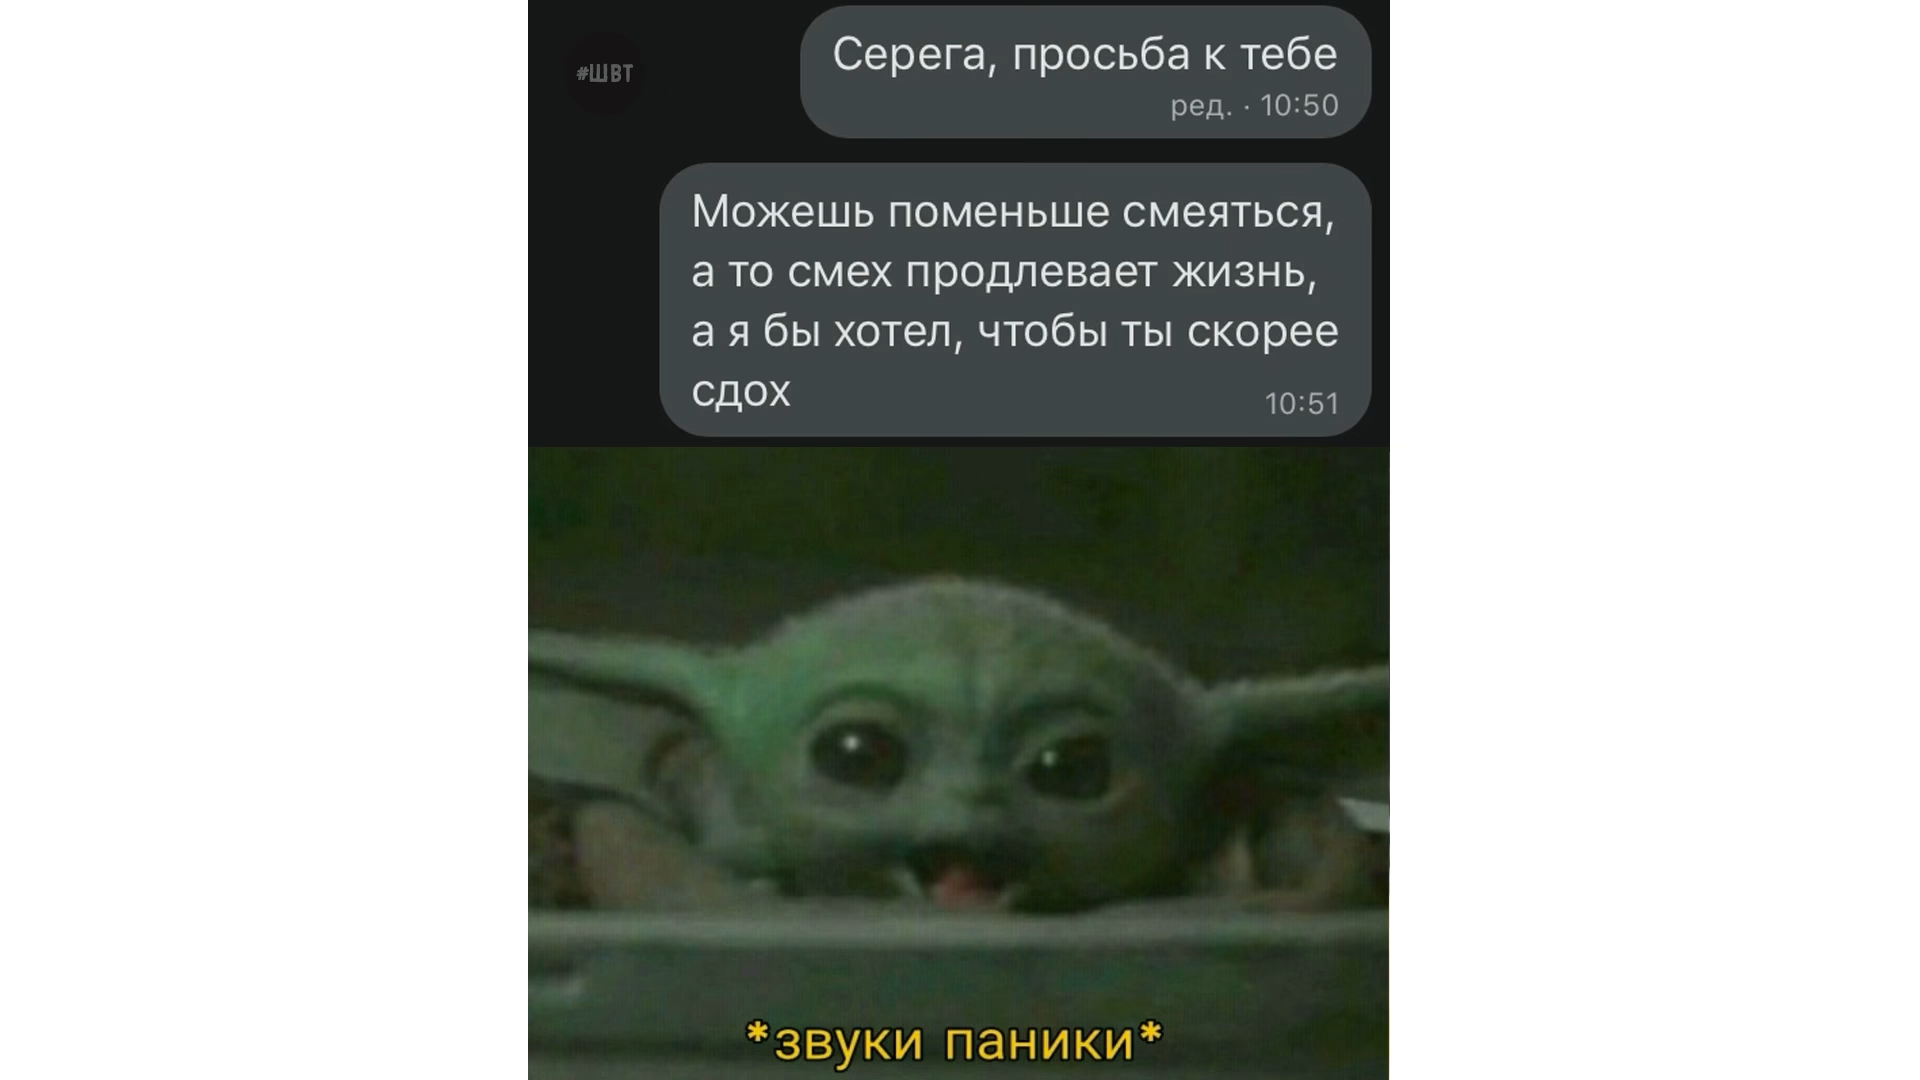 #ШВТ
Серега, просьба к тебе
ред. · 10:50
Можешь поменьше смеяться,
а то смех продлевает жизнь,
а я бы хотел, чтобы ты скорее
сдох
10:51
*звуки паники*